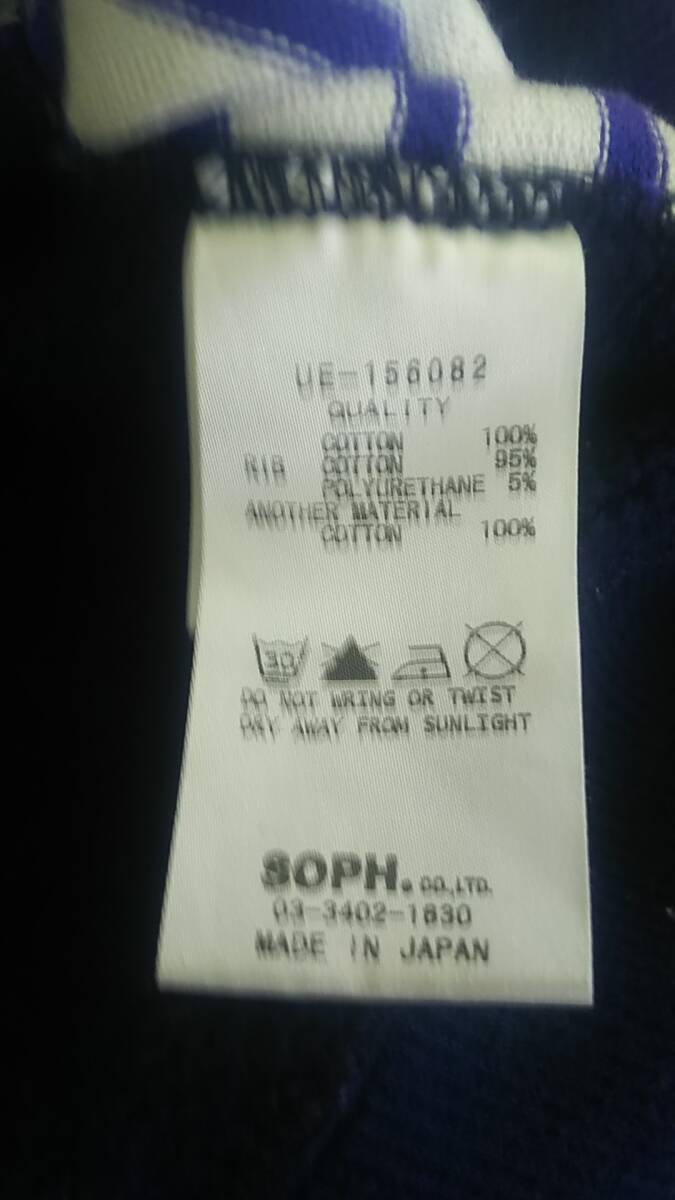 UE-156082
QUALITY
COTTON 100%
RIB COTTON 95%
POLYURETHANE 5%
ANOTHER MATERIAL
COTTON 100%
30
DO NOT WRING OR TWIST
DRY AWAY FROM SUNLIGHT
SOPH. CO.,LTD.
03-3402-1830
MADE IN JAPAN